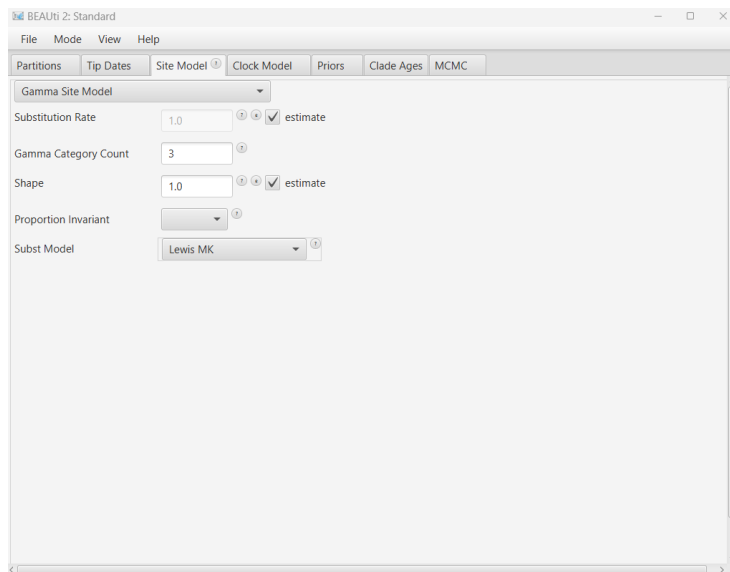 BEAUti 2: Standard
File Mode View Help
Partitions Tip Dates Site Model ? Clock Model Priors Clade Ages MCMC
Gamma Site Model
Substitution Rate 1.0 estimate
Gamma Category Count 3
Shape 1.0 estimate
Proportion Invariant
Subst Model Lewis MK